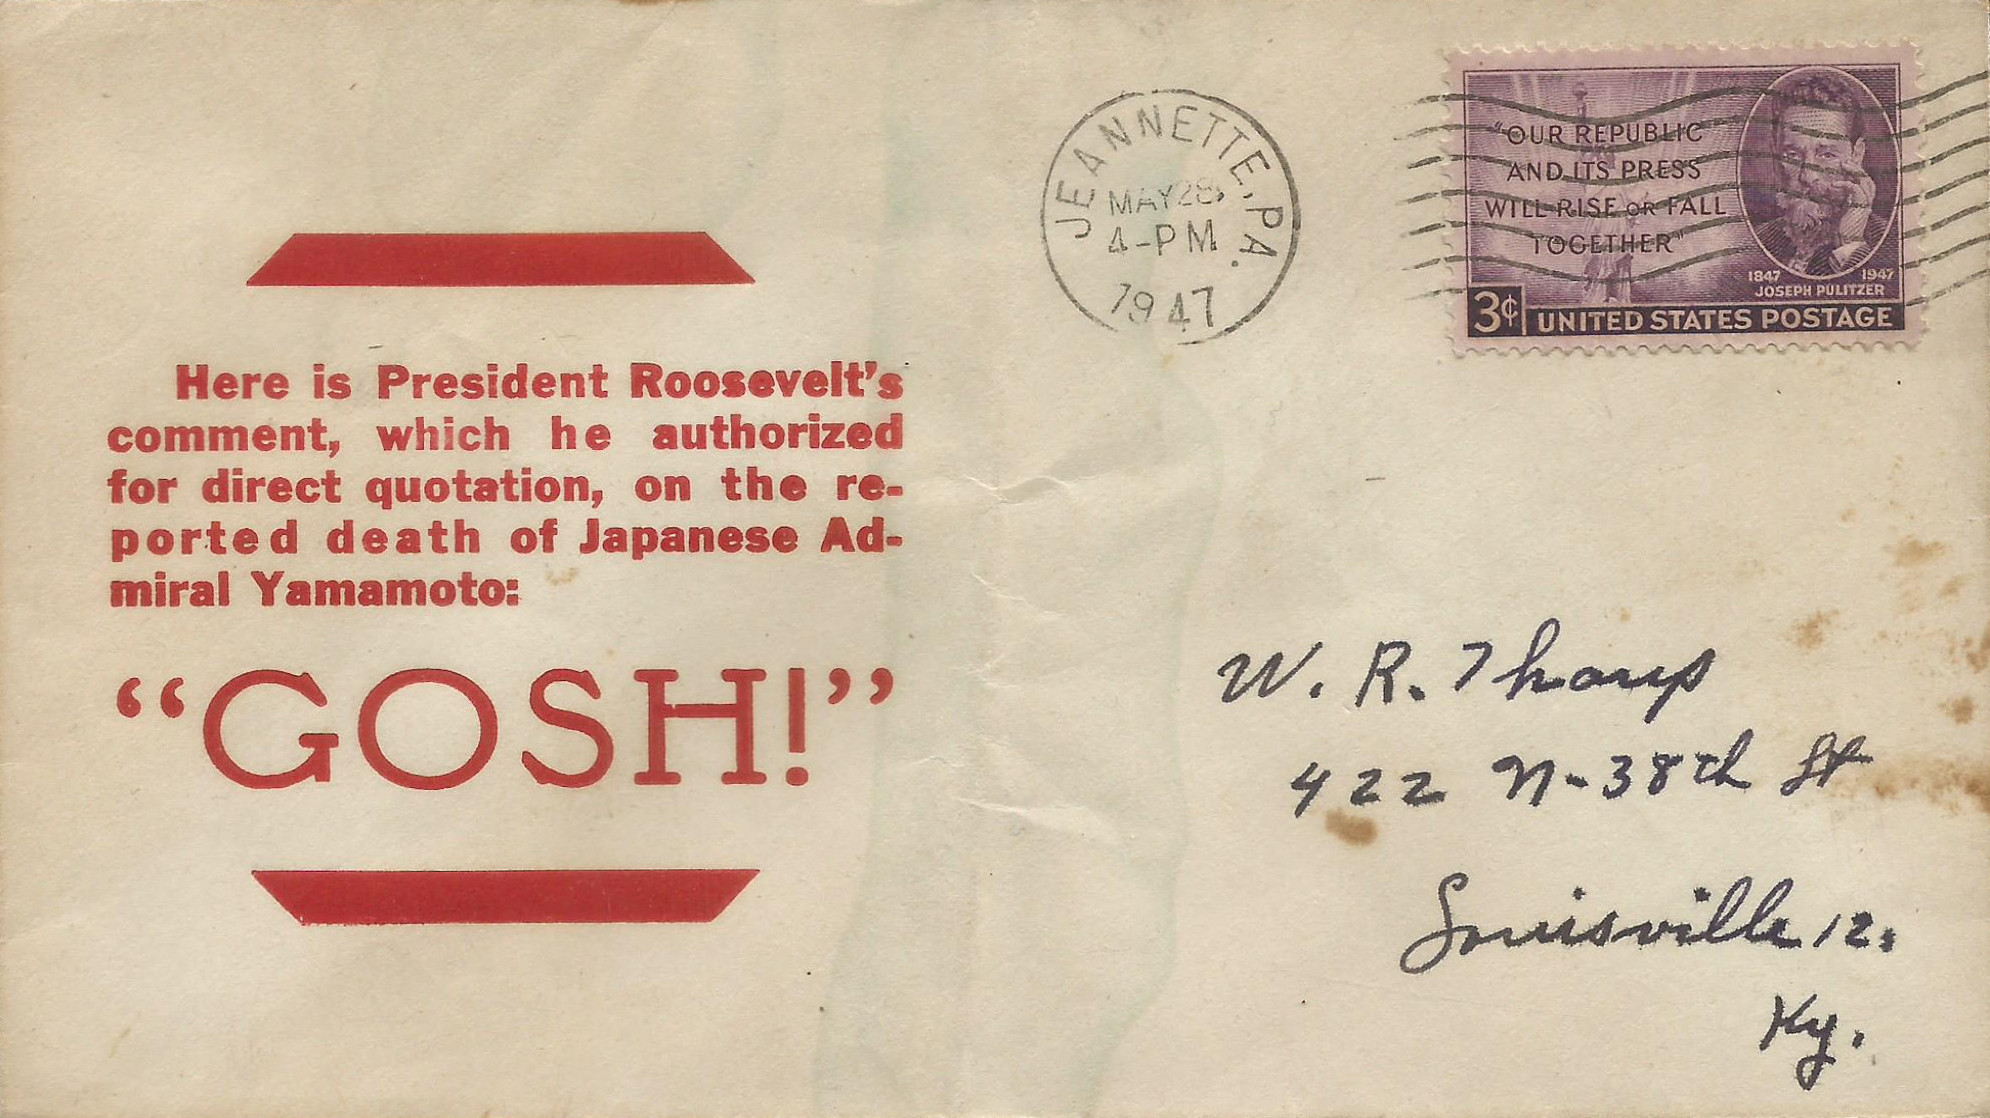 JEANNETTE, PA.
MAY 28,
4-PM
1947
"OUR REPUBLIC
AND ITS PRESS
WILL RISE OR FALL
TOGETHER"
1847 1947
JOSEPH PULITZER
3¢ UNITED STATES POSTAGE
Here is President Roosevelt's
comment, which he authorized
for direct quotation, on the re-
ported death of Japanese Ad-
miral Yamamoto:
"GOSH!"
W. R. Tharp
422 N-38th St
Louisville 12,
Ky.